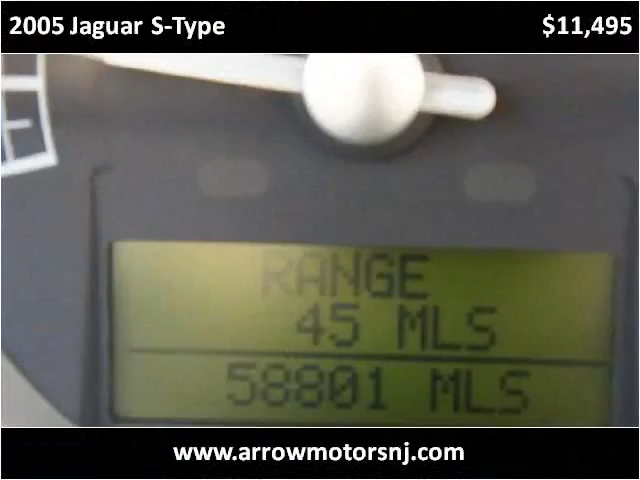 2005 Jaguar S-Type $11,495
RANGE
45 MLS
58801 MLS
www.arrowmotorsnj.com